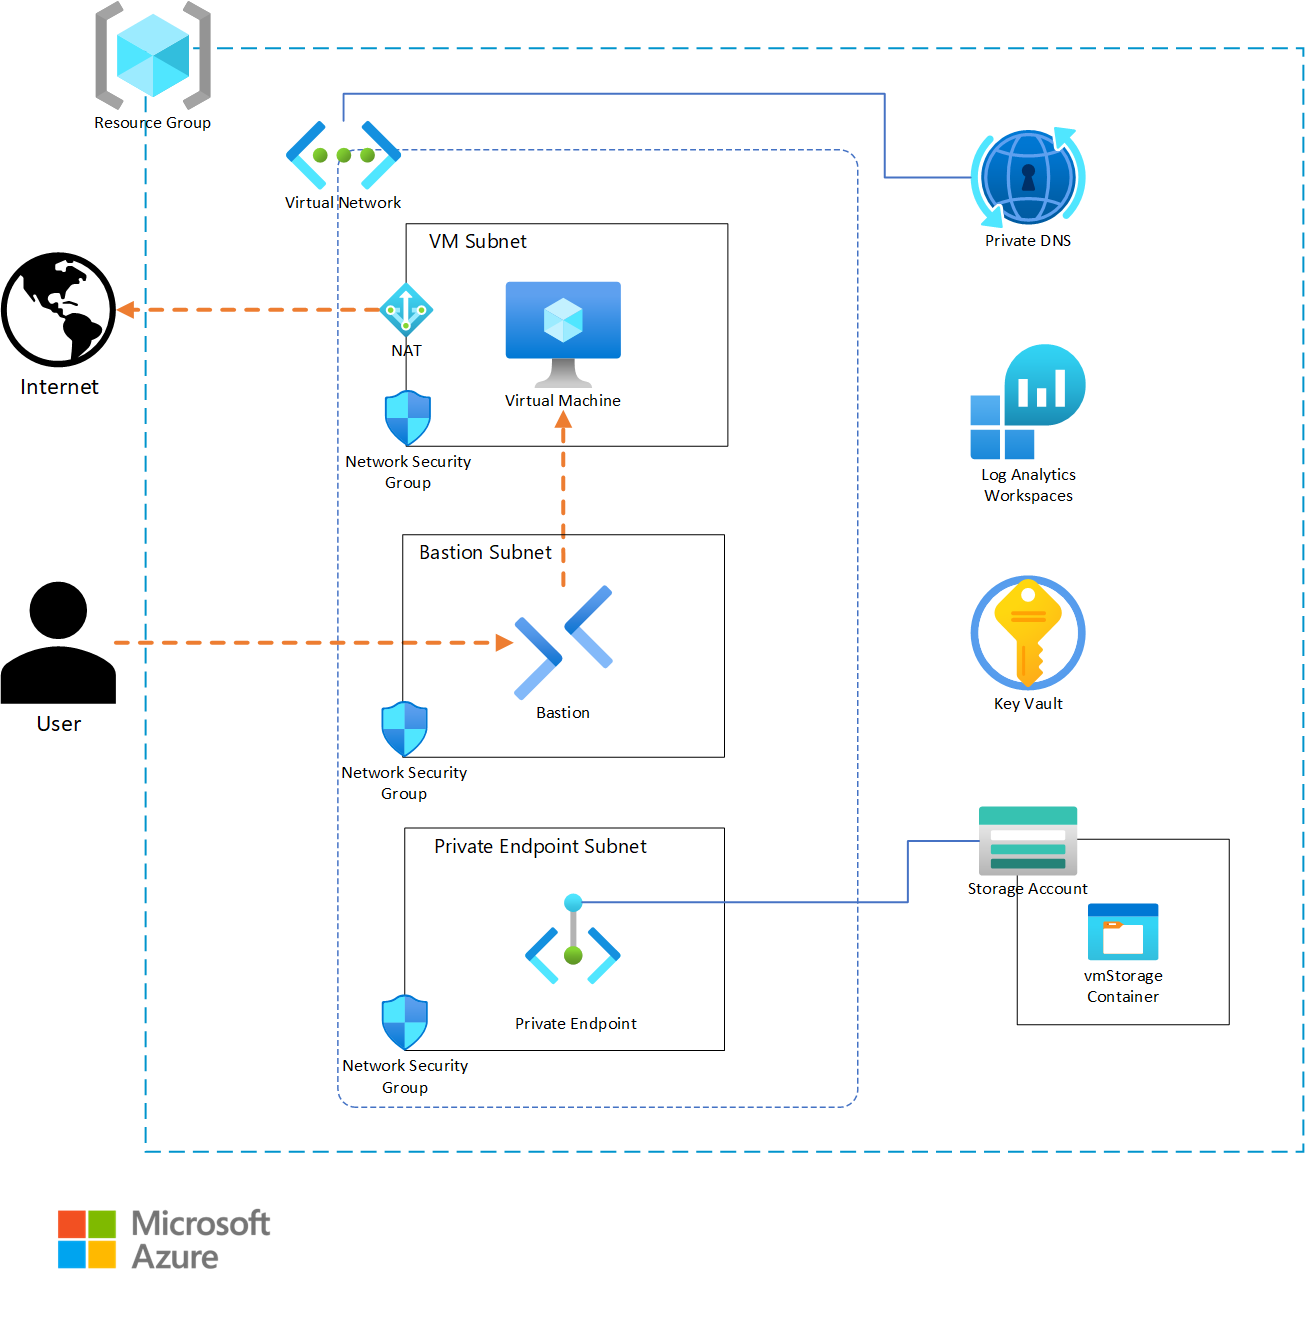 Resource Group
Virtual Network
Private DNS
VM Subnet
NAT
Internet
Virtual Machine
Network Security
Group
Log Analytics
Workspaces
Bastion Subnet
User
Bastion
Network Security
Group
Key Vault
Private Endpoint Subnet
Storage Account
vmStorage
Container
Private Endpoint
Network Security
Group
Microsoft
Azure